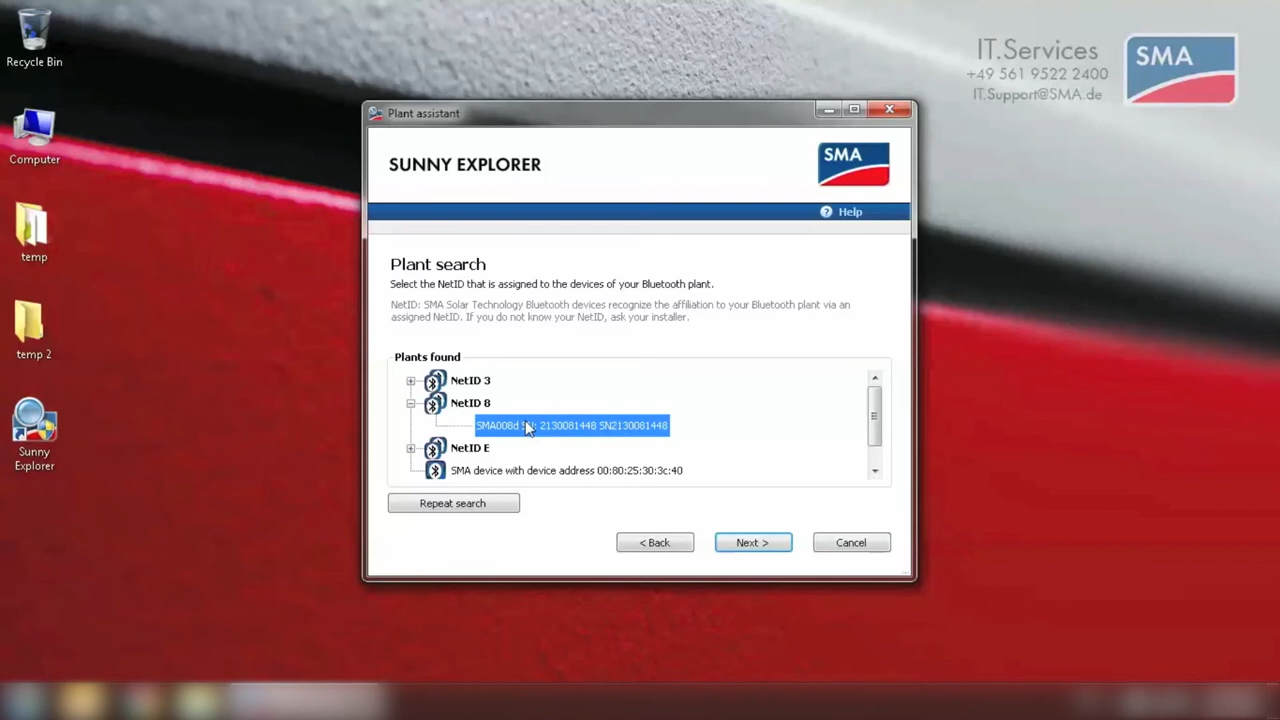 Recycle Bin
Computer
temp
temp 2
Sunny
Explorer
IT.Services
+49 561 9522 2400
IT.Support@SMA.de
SMA
Plant assistant
SUNNY EXPLORER
SMA
Help
Plant search
Select the NetID that is assigned to the devices of your Bluetooth plant.
NetID: SMA Solar Technology Bluetooth devices recognize the affiliation to your Bluetooth plant via an
assigned NetID. If you do not know your NetID, ask your installer.
Plants found
NetID 3
NetID 8
SMA008d SN: 2130081448 SN2130081448
NetID E
SMA device with device address 00:80:25:30:3c:40
Repeat search
< Back
Next >
Cancel